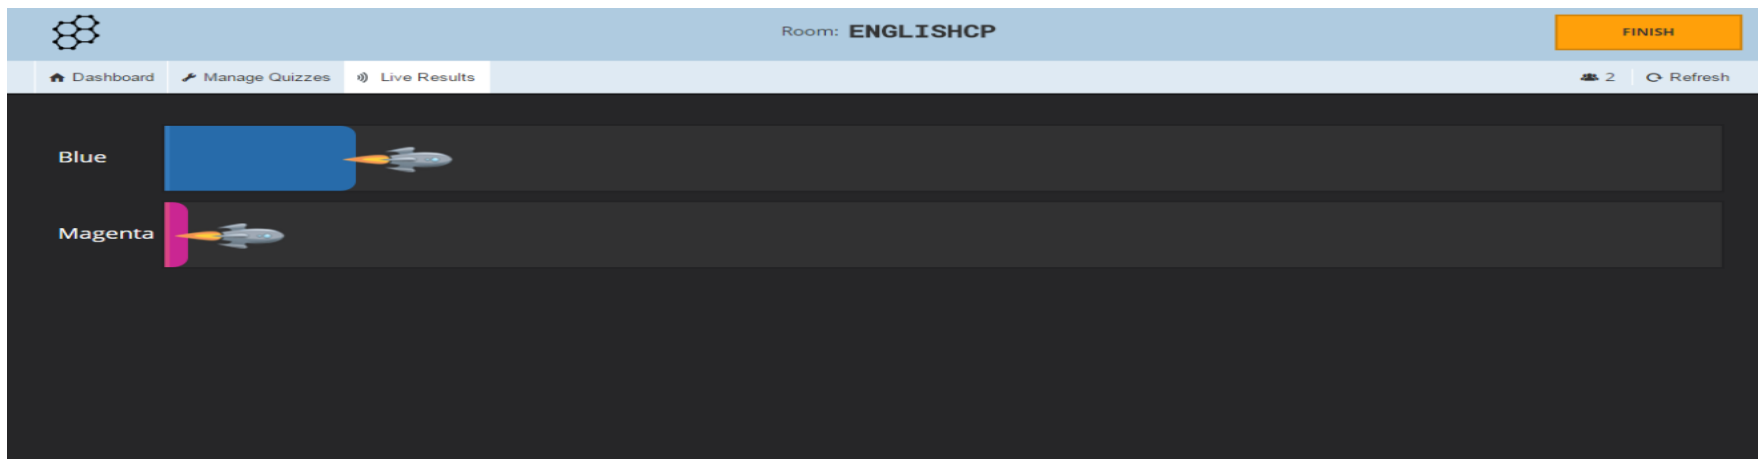 Room: ENGLISHCP
FINISH
Dashboard Manage Quizzes Live Results 2 Refresh
Blue
Magenta